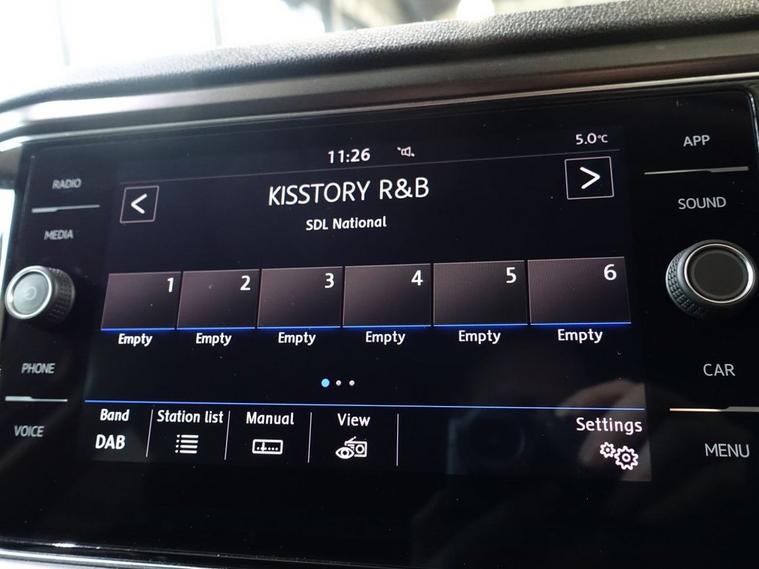 11:26
5.0°C
KISSTORY R&B
SDL National
1 2 3 4 5 6
Empty Empty Empty Empty Empty Empty
Band Station list Manual View Settings
DAB
RADIO
MEDIA
PHONE
VOICE
APP
SOUND
CAR
MENU